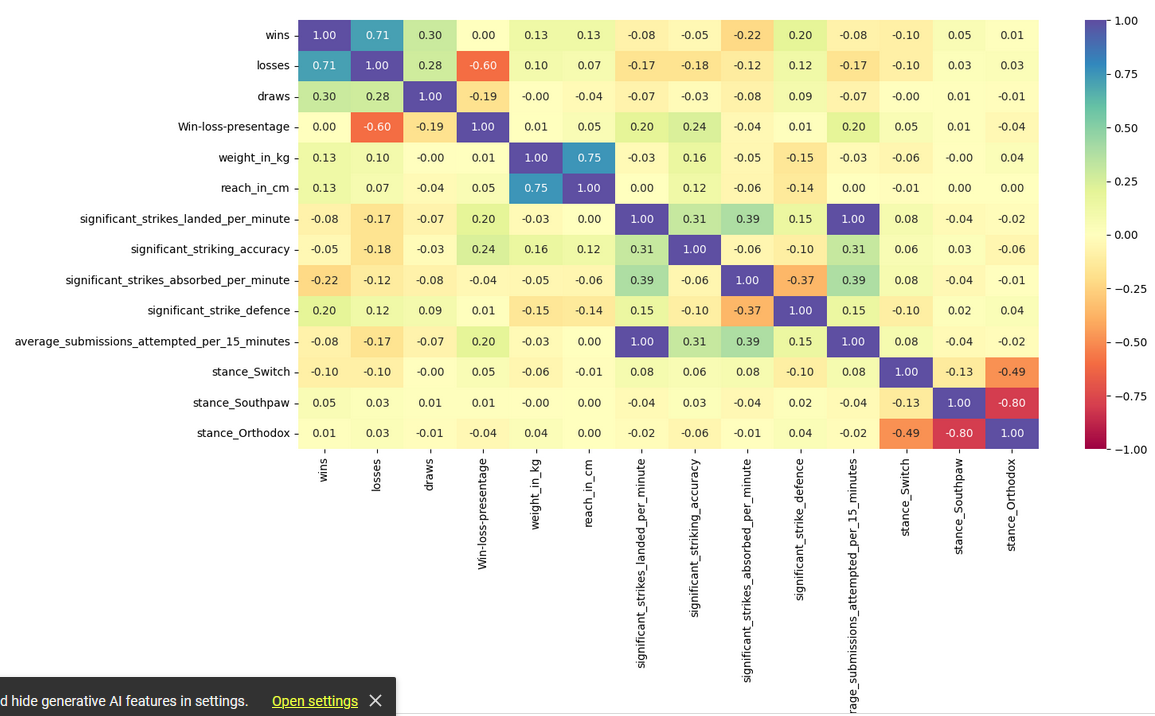 wins 1.00 0.71 0.30 0.00 0.13 0.13 -0.08 -0.05 -0.22 0.20 -0.08 -0.10 0.05 0.01
losses 0.71 1.00 0.28 -0.60 0.10 0.07 -0.17 -0.18 -0.12 0.12 -0.17 -0.10 0.03 0.03
draws 0.30 0.28 1.00 -0.19 -0.00 -0.04 -0.07 -0.03 -0.08 0.09 -0.07 -0.00 0.01 -0.01
Win-loss-presentage 0.00 -0.60 -0.19 1.00 0.01 0.05 0.20 0.24 -0.04 0.01 0.20 0.05 0.01 -0.04
weight_in_kg 0.13 0.10 -0.00 0.01 1.00 0.75 -0.03 0.16 -0.05 -0.15 -0.03 -0.06 -0.00 0.04
reach_in_cm 0.13 0.07 -0.04 0.05 0.75 1.00 0.00 0.12 -0.06 -0.14 0.00 -0.01 0.00 0.00
significant_strikes_landed_per_minute -0.08 -0.17 -0.07 0.20 -0.03 0.00 1.00 0.31 0.39 0.15 1.00 0.08 -0.04 -0.02
significant_striking_accuracy -0.05 -0.18 -0.03 0.24 0.16 0.12 0.31 1.00 -0.06 -0.10 0.31 0.06 0.03 -0.06
significant_strikes_absorbed_per_minute -0.22 -0.12 -0.08 -0.04 -0.05 -0.06 0.39 -0.06 1.00 -0.37 0.39 0.08 -0.04 -0.01
significant_strike_defence 0.20 0.12 0.09 0.01 -0.15 -0.14 0.15 -0.10 -0.37 1.00 0.15 -0.10 0.02 0.04
average_submissions_attempted_per_15_minutes -0.08 -0.17 -0.07 0.20 -0.03 0.00 1.00 0.31 0.39 0.15 1.00 0.08 -0.04 -0.02
stance_Switch -0.10 -0.10 -0.00 0.05 -0.06 -0.01 0.08 0.06 0.08 -0.10 0.08 1.00 -0.13 -0.49
stance_Southpaw 0.05 0.03 0.01 0.01 -0.00 0.00 -0.04 0.03 -0.04 0.02 -0.04 -0.13 1.00 -0.80
stance_Orthodox 0.01 0.03 -0.01 -0.04 0.04 0.00 -0.02 -0.06 -0.01 0.04 -0.02 -0.49 -0.80 1.00
wins
losses
draws
Win-loss-presentage
weight_in_kg
reach_in_cm
significant_strikes_landed_per_minute
significant_striking_accuracy
significant_strikes_absorbed_per_minute
significant_strike_defence
rage_submissions_attempted_per_15_minutes
stance_Switch
stance_Southpaw
stance_Orthodox
1.00
0.75
0.50
0.25
0.00
−0.25
−0.50
−0.75
−1.00
d hide generative AI features in settings. Open settings